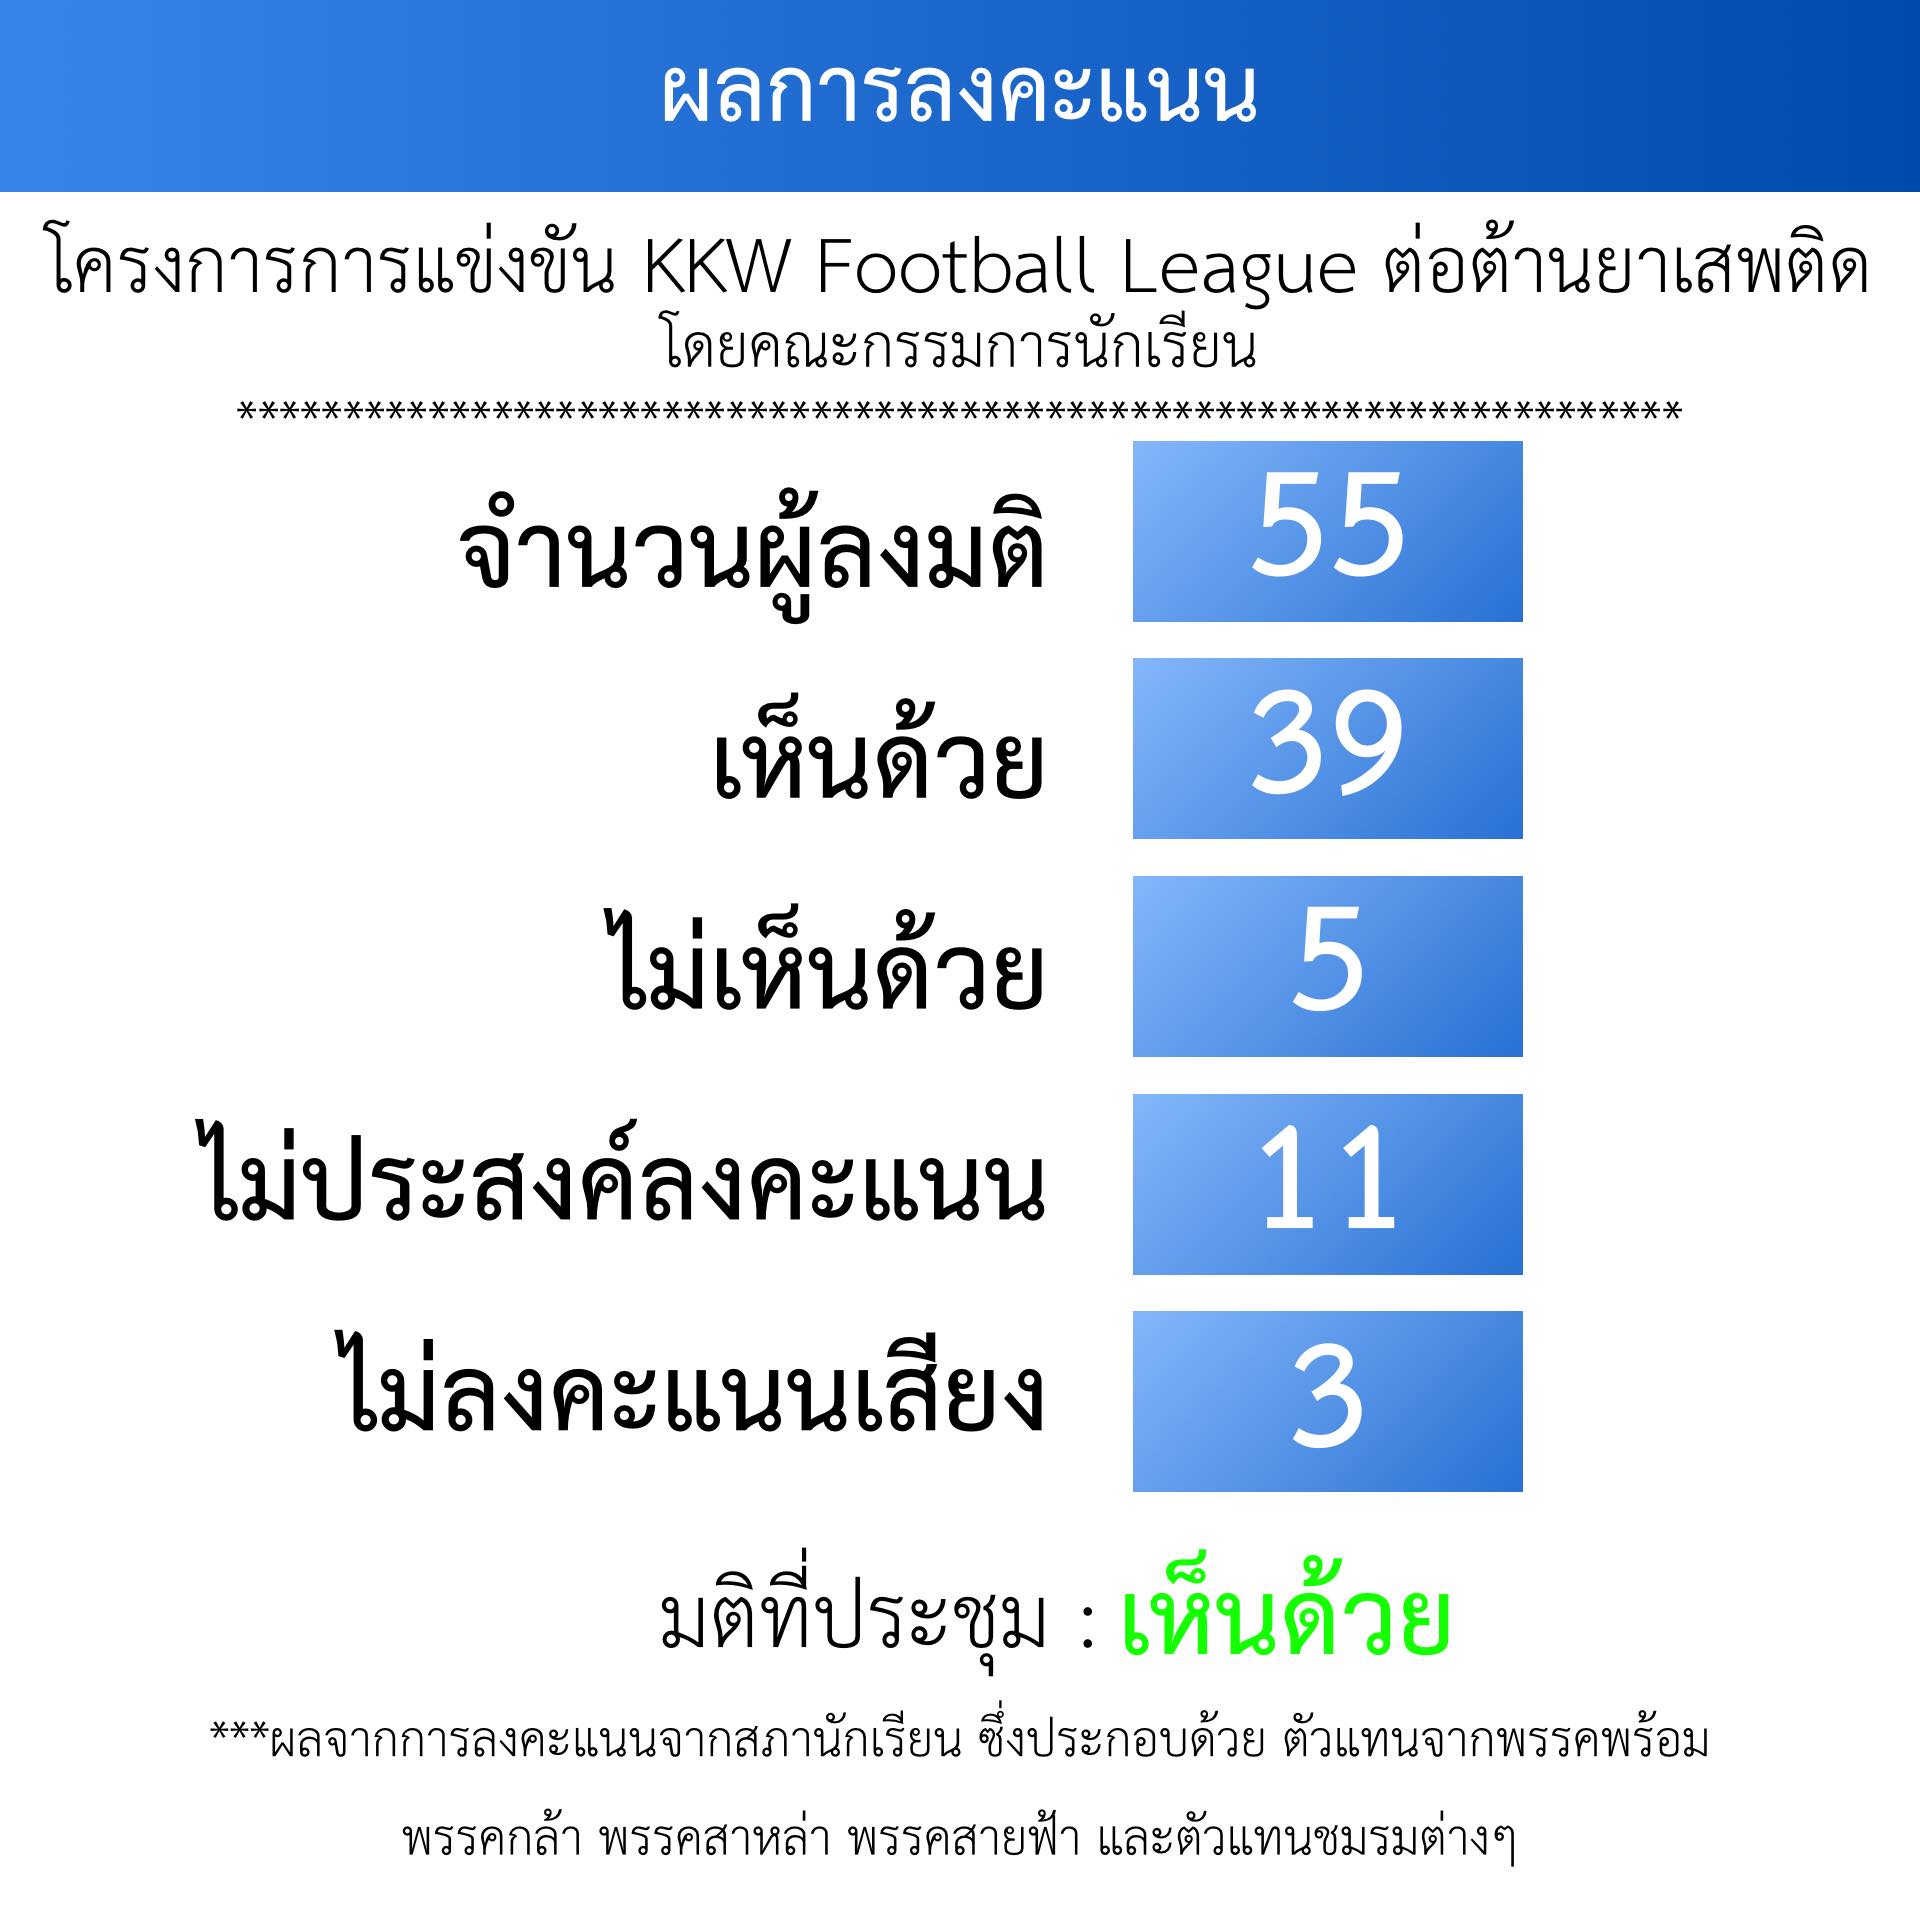 ผลการลงคะแนน
โครงการการแข่งขัน KKW Football League ต่อต้านยาเสพติด
โดยคณะกรรมการนักเรียน
********************************************************************
จำนวนผู้ลงมติ 55
เห็นด้วย 39
ไม่เห็นด้วย 5
ไม่ประสงค์ลงคะแนน 11
ไม่ลงคะแนนเสียง 3
มติที่ประชุม : เห็นด้วย
***ผลจากการลงคะแนนจากสภานักเรียน ซึ่งประกอบด้วย ตัวแทนจากพรรคพร้อม
พรรคกล้า พรรคสาหล่า พรรคสายฟ้า และตัวแทนชมรมต่างๆ